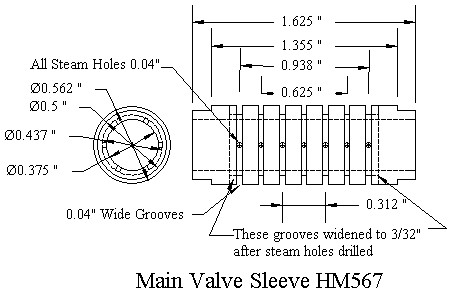 1.625 "
1.355 "
All Steam Holes 0.04"
0.938 "
Ø0.562 "
0.625 "
Ø0.5 "
Ø0.437 "
Ø0.375 "
0.04" Wide Grooves
0.312 "
These grooves widened to 3/32"
after steam holes drilled
Main Valve Sleeve HM567